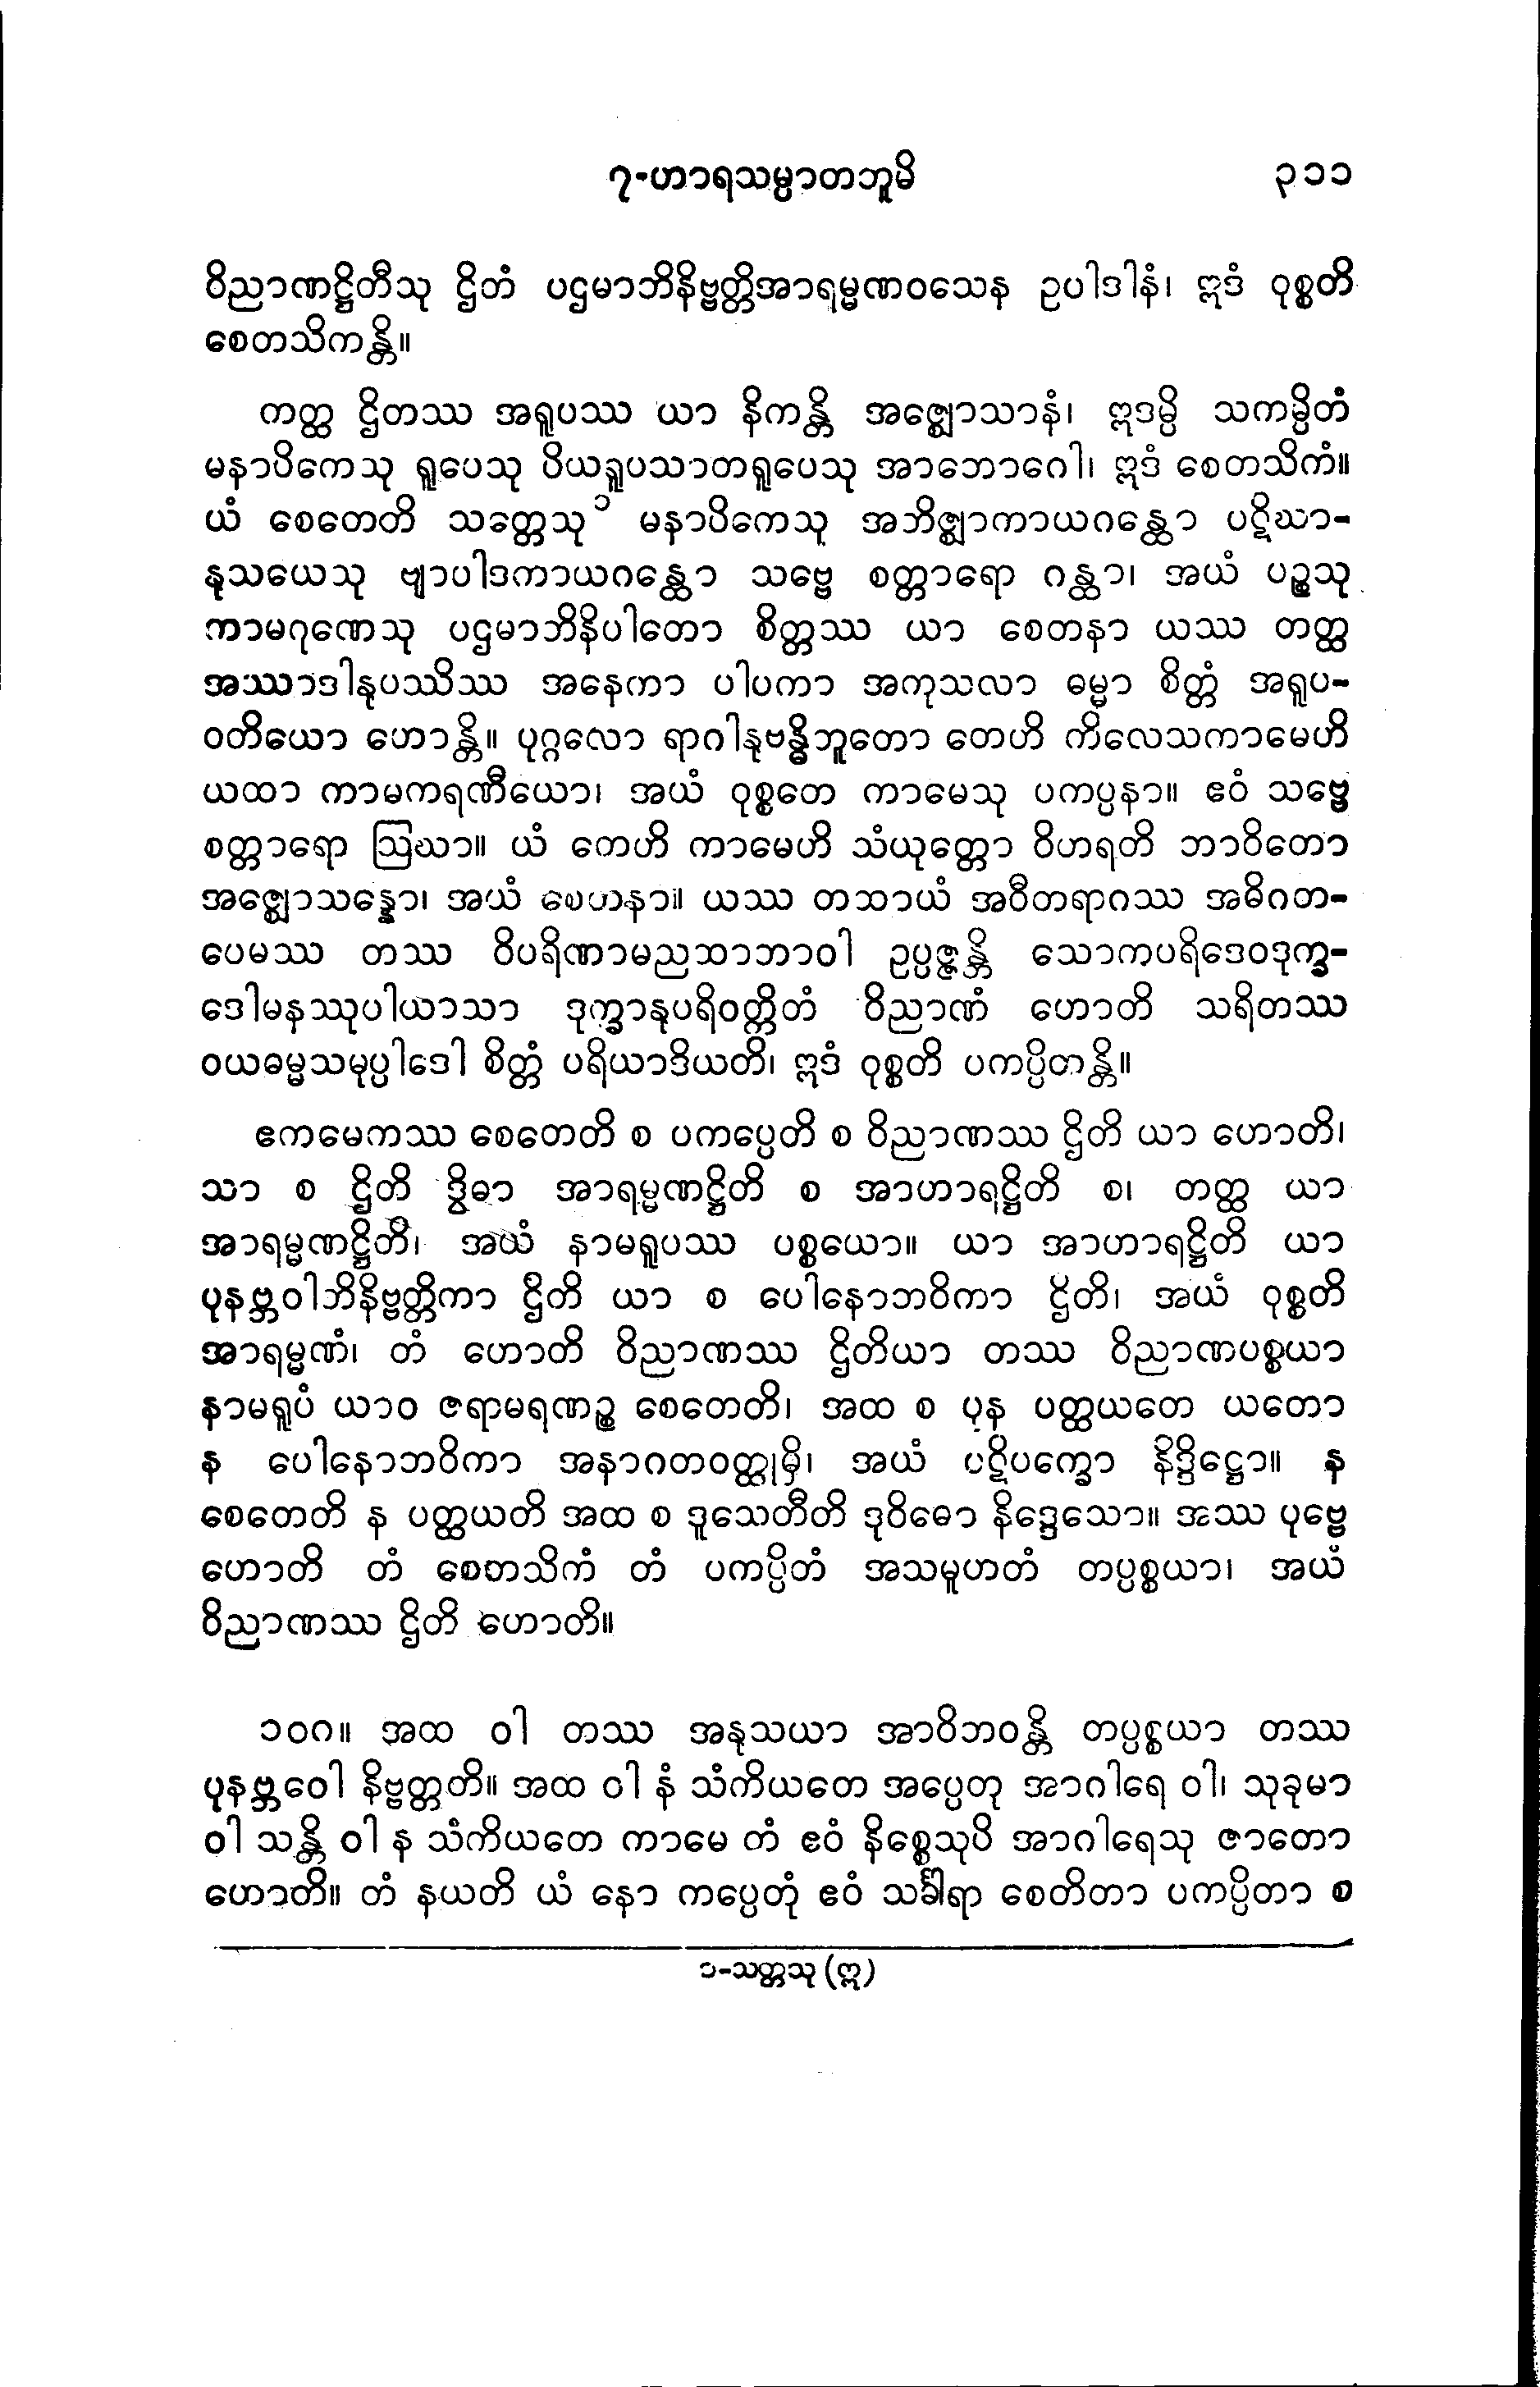 ၇-ဟာရသမ္ပာတဘူမိ ၃၁၁
ဝိညာဏဋ္ဌိတီသု ဌိတံ ပဌမာဘိနိဗ္ဗတ္တိအာရမ္မဏဝသေန ဥပါဒါနံ၊ ဣဒံ ဝုစ္စတိ
စေတသိကန္တိ။
ကတ္ထ ဌိတဿ အရူပဿ ယာ နိကန္တိ အဇ္ဈောသာနံ၊ ဣဒမ္ပိ သကမ္ပိတံ
မနာပိကေသု ရူပေသု ပိယရူပသာတရူပေသု အာဘောဂေါ၊ ဣဒံ စေတသိကံ။
ယံ စေတေတိ သတ္တေသု ၁ မနာပိကေသု အဘိဇ္ဈာကာယဂန္ထော ပဋိဃာ-
နုသယေသု ဗျာပါဒကာယဂန္ထော သဗ္ဗေ စတ္တာရော ဂန္ထာ၊ အယံ ပဉ္စသု
ကာမဂုဏေသု ပဌမာဘိနိပါတော စိတ္တဿ ယာ စေတနာ ယဿ တတ္ထ
အဿာဒါနုပဿိဿ အနေကာ ပါပကာ အကုသလာ ဓမ္မာ စိတ္တံ အရူပ-
ဝတိယော ဟောန္တိ။ ပုဂ္ဂလော ရာဂါနုဗန္ဓိဘူတော တေဟိ ကိလေသကာမေဟိ
ယထာ ကာမကရဏီယော၊ အယံ ဝုစ္စတေ ကာမေသု ပကပ္ပနာ။ ဧဝံ သဗ္ဗေ
စတ္တာရော ဩဃာ။ ယံ တေဟိ ကာမေဟိ သံယုတ္တော ဝိဟရတိ ဘာဝိတော
အဇ္ဈောသန္နော၊ အယံ စေတနာ။ ယဿ တထာယံ အဝီတရာဂဿ အဓိဂတ-
ပေမဿ တဿ ဝိပရိဏာမညထာဘာဝါ ဥပ္ပဇ္ဇန္တိ သောကပရိဒေဝဒုက္ခ-
ဒေါမနဿုပါယာသာ ဒုက္ခာနုပရိဝတ္တိတံ ဝိညာဏံ ဟောတိ သရိတဿ
ဝယဓမ္မသမုပ္ပါဒေါ စိတ္တံ ပရိယာဒိယတိ၊ ဣဒံ ဝုစ္စတိ ပကပ္ပိတန္တိ။
ဧကမေကဿ စေတေတိ စ ပကပ္ပေတိ စ ဝိညာဏဿ ဌိတိ ယာ ဟောတိ၊
သာ စ ဌိတိ ဒွိဓာ အာရမ္မဏဋ္ဌိတိ စ အာဟာရဋ္ဌိတိ စ၊ တတ္ထ ယာ
အာရမ္မဏဋ္ဌိတိ၊ အယံ နာမရူပဿ ပစ္စယော။ ယာ အာဟာရဋ္ဌိတိ ယာ
ပုနဗ္ဘဝါဘိနိဗ္ဗတ္တိကာ ဌိတိ ယာ စ ပေါနောဘဝိကာ ဌိတိ၊ အယံ ဝုစ္စတိ
အာရမ္မဏံ၊ တံ ဟောတိ ဝိညာဏဿ ဌိတိယာ တဿ ဝိညာဏပစ္စယာ
နာမရူပံ ယာဝ ဇရာမရဏဉ္စ စေတေတိ၊ အထ စ ပုန ပတ္ထယတေ ယတော
န ပေါနောဘဝိကာ အနာဂတဝတ္ထုမှိ၊ အယံ ပဋိပက္ခော နိဒ္ဒိဋ္ဌော။ န
စေတေတိ န ပတ္ထယတိ အထ စ ဒူသေတီတိ ဒုဝိဓော နိဒ္ဒေသော။ အဿ ပုဗ္ဗေ
ဟောတိ တံ စေတသိကံ တံ ပကပ္ပိတံ အသမူဟတံ တပ္ပစ္စယာ၊ အယံ
ဝိညာဏဿ ဌိတိ ဟောတိ။
၁၀၈။ အထ ဝါ တဿ အနုသယာ အာဝိဘဝန္တိ တပ္ပစ္စယာ တဿ
ပုနဗ္ဘဝေါ နိဗ္ဗတ္တတိ။ အထ ဝါ နံ သံကိယတေ အပ္ပေတု အာဂါရေ ဝါ၊ သုခုမာ
ဝါ သန္တိ ဝါ န သံကိယတေ ကာမေ တံ ဧဝံ နိစ္စေသုပိ အာဂါရေသု ဇာတော
ဟောတိ။ တံ နယတိ ယံ နော ကပ္ပေတုံ ဧဝံ သင်္ခါရာ စေတိတာ ပကပ္ပိတာ စ
၁-သတ္တသု (ဣ)